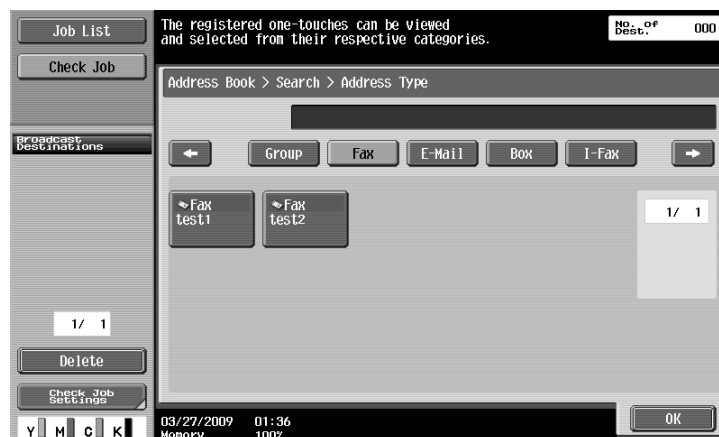 Job List
Check Job
Broadcast
Destinations
1/ 1
Delete
Check Job
Settings
Y M C K
The registered one-touches can be viewed
and selected from their respective categories.
No. of
Dest. 000
Address Book > Search > Address Type
Group Fax E-Mail Box I-Fax
Fax
test1
Fax
test2
1/ 1
OK
03/27/2009 01:36
Memory 100%